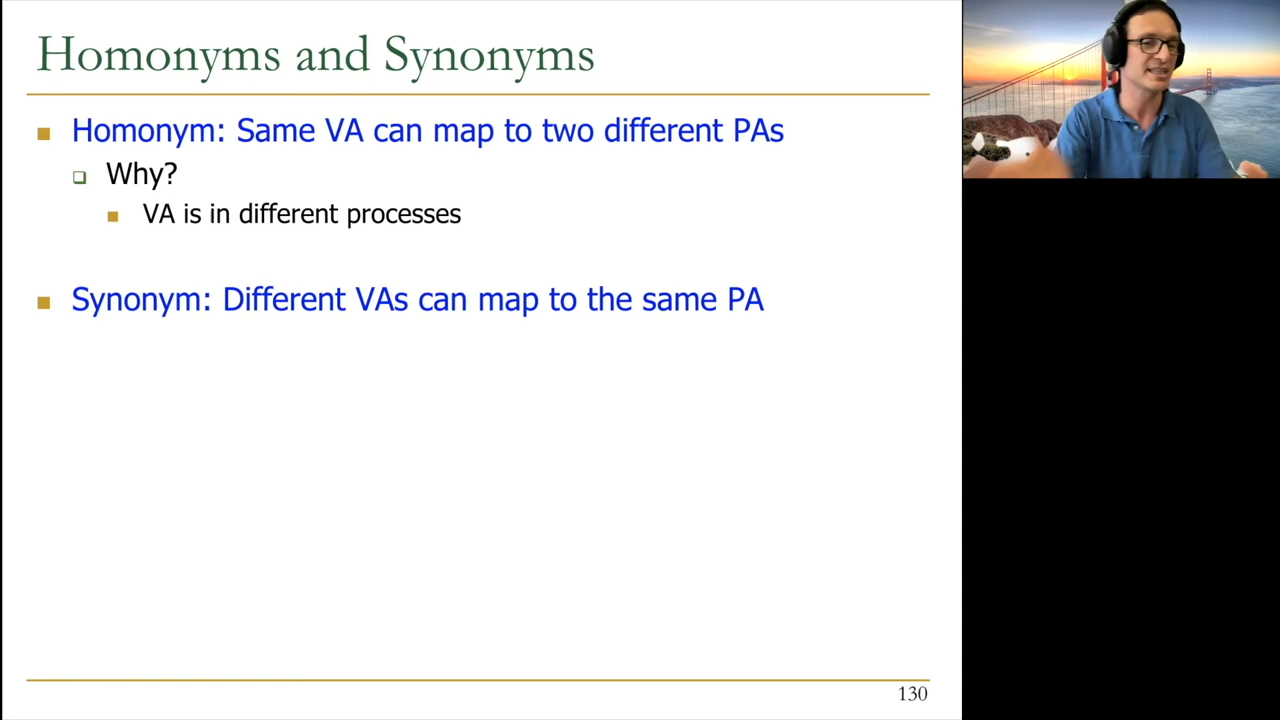 Homonyms and Synonyms
Homonym: Same VA can map to two different PAs
Why?
VA is in different processes
Synonym: Different VAs can map to the same PA
130